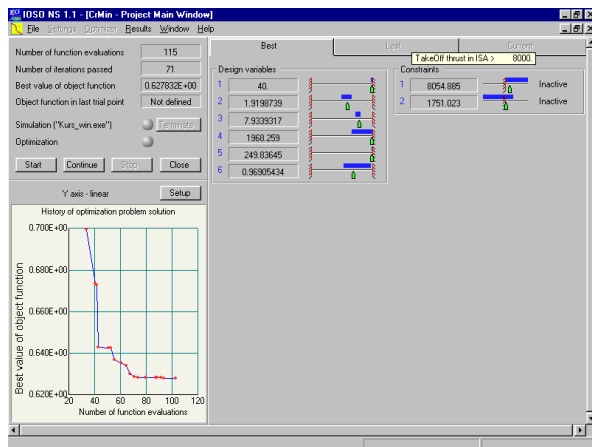 IOSO NS 1.1 - [CrMin - Project Main Window]
File Settings Optimizer Results Window Help
Number of function evaluations 115
Number of iterations passed 71
Best value of object function 0.627832E+00
Object function in last trial point Not defined
Simulation ("Kurs_win.exe") Terminate
Optimization
Start Continue Stop Close
Y axis - linear Setup
History of optimization problem solution
Best value of object function
0.700E+00
0.680E+00
0.660E+00
0.640E+00
0.620E+00
20 40 60 80 100 120
Number of function evaluations
Best Last Current
TakeOff thrust in ISA > 8000.
Design variables
1 40.
2 1.9198739
3 7.9339317
4 1968.259
5 249.83645
6 0.96905434
Constraints
1 8054.885 Inactive
2 1751.023 Inactive